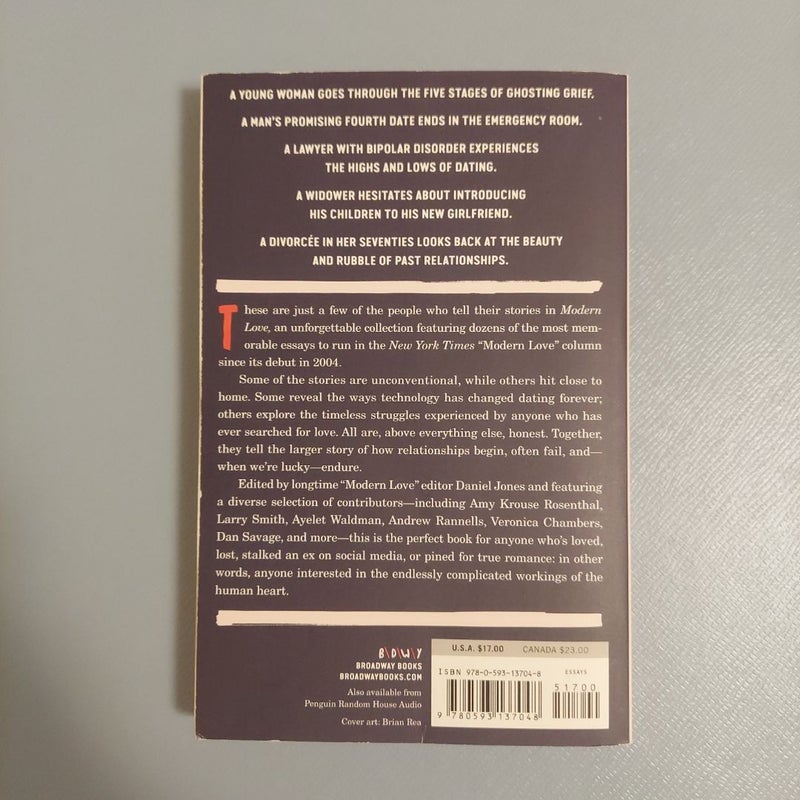 A YOUNG WOMAN GOES THROUGH THE FIVE STAGES OF GHOSTING GRIEF.
A MAN'S PROMISING FOURTH DATE ENDS IN THE EMERGENCY ROOM.
A LAWYER WITH BIPOLAR DISORDER EXPERIENCES
THE HIGHS AND LOWS OF DATING.
A WIDOWER HESITATES ABOUT INTRODUCING
HIS CHILDREN TO HIS NEW GIRLFRIEND.
A DIVORCÉE IN HER SEVENTIES LOOKS BACK AT THE BEAUTY
AND RUBBLE OF PAST RELATIONSHIPS.
These are just a few of the people who tell their stories in Modern
Love, an unforgettable collection featuring dozens of the most mem-
orable essays to run in the New York Times “Modern Love” column
since its debut in 2004.
Some of the stories are unconventional, while others hit close to
home. Some reveal the ways technology has changed dating forever;
others explore the timeless struggles experienced by anyone who has
ever searched for love. All are, above everything else, honest. Together,
they tell the larger story of how relationships begin, often fail, and—
when we're lucky—endure.
Edited by longtime “Modern Love” editor Daniel Jones and featuring
a diverse selection of contributors—including Amy Krouse Rosenthal,
Larry Smith, Ayelet Waldman, Andrew Rannells, Veronica Chambers,
Dan Savage, and more—this is the perfect book for anyone who's loved,
lost, stalked an ex on social media, or pined for true romance: in other
words, anyone interested in the endlessly complicated workings of the
human heart.
B\D\W\Y
BROADWAY BOOKS
BROADWAYBOOKS.COM
Also available from
Penguin Random House Audio
Cover art: Brian Rea
U.S.A. $17.00 CANADA $23.00
ISBN 978-0-593-13704-8 ESSAYS
51700
9 780593 137048